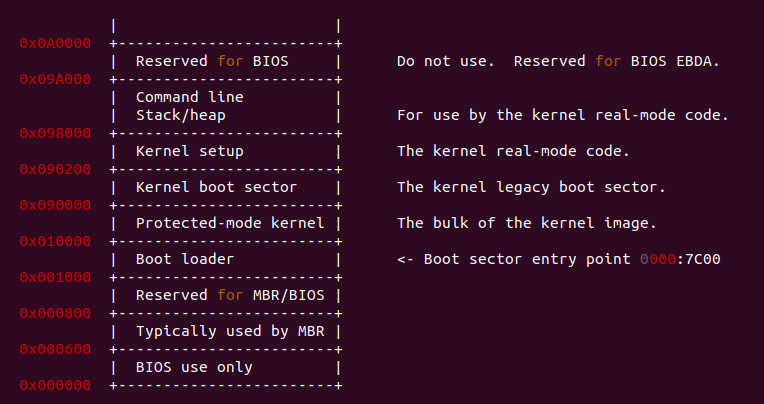 |                        |
0x0A0000  +------------------------+
        |  Reserved for BIOS     |      Do not use.  Reserved for BIOS EBDA.
0x09A000  +------------------------+
        |  Command line          |
        |  Stack/heap            |      For use by the kernel real-mode code.
0x098000  +------------------------+
        |  Kernel setup          |      The kernel real-mode code.
0x090200  +------------------------+
        |  Kernel boot sector    |      The kernel legacy boot sector.
0x090000  +------------------------+
        |  Protected-mode kernel |      The bulk of the kernel image.
0x010000  +------------------------+
        |  Boot loader           |      <- Boot sector entry point 0000:7C00
0x001000  +------------------------+
        |  Reserved for MBR/BIOS |
0x000800  +------------------------+
        |  Typically used by MBR |
0x000600  +------------------------+
        |  BIOS use only         |
0x000000  +------------------------+